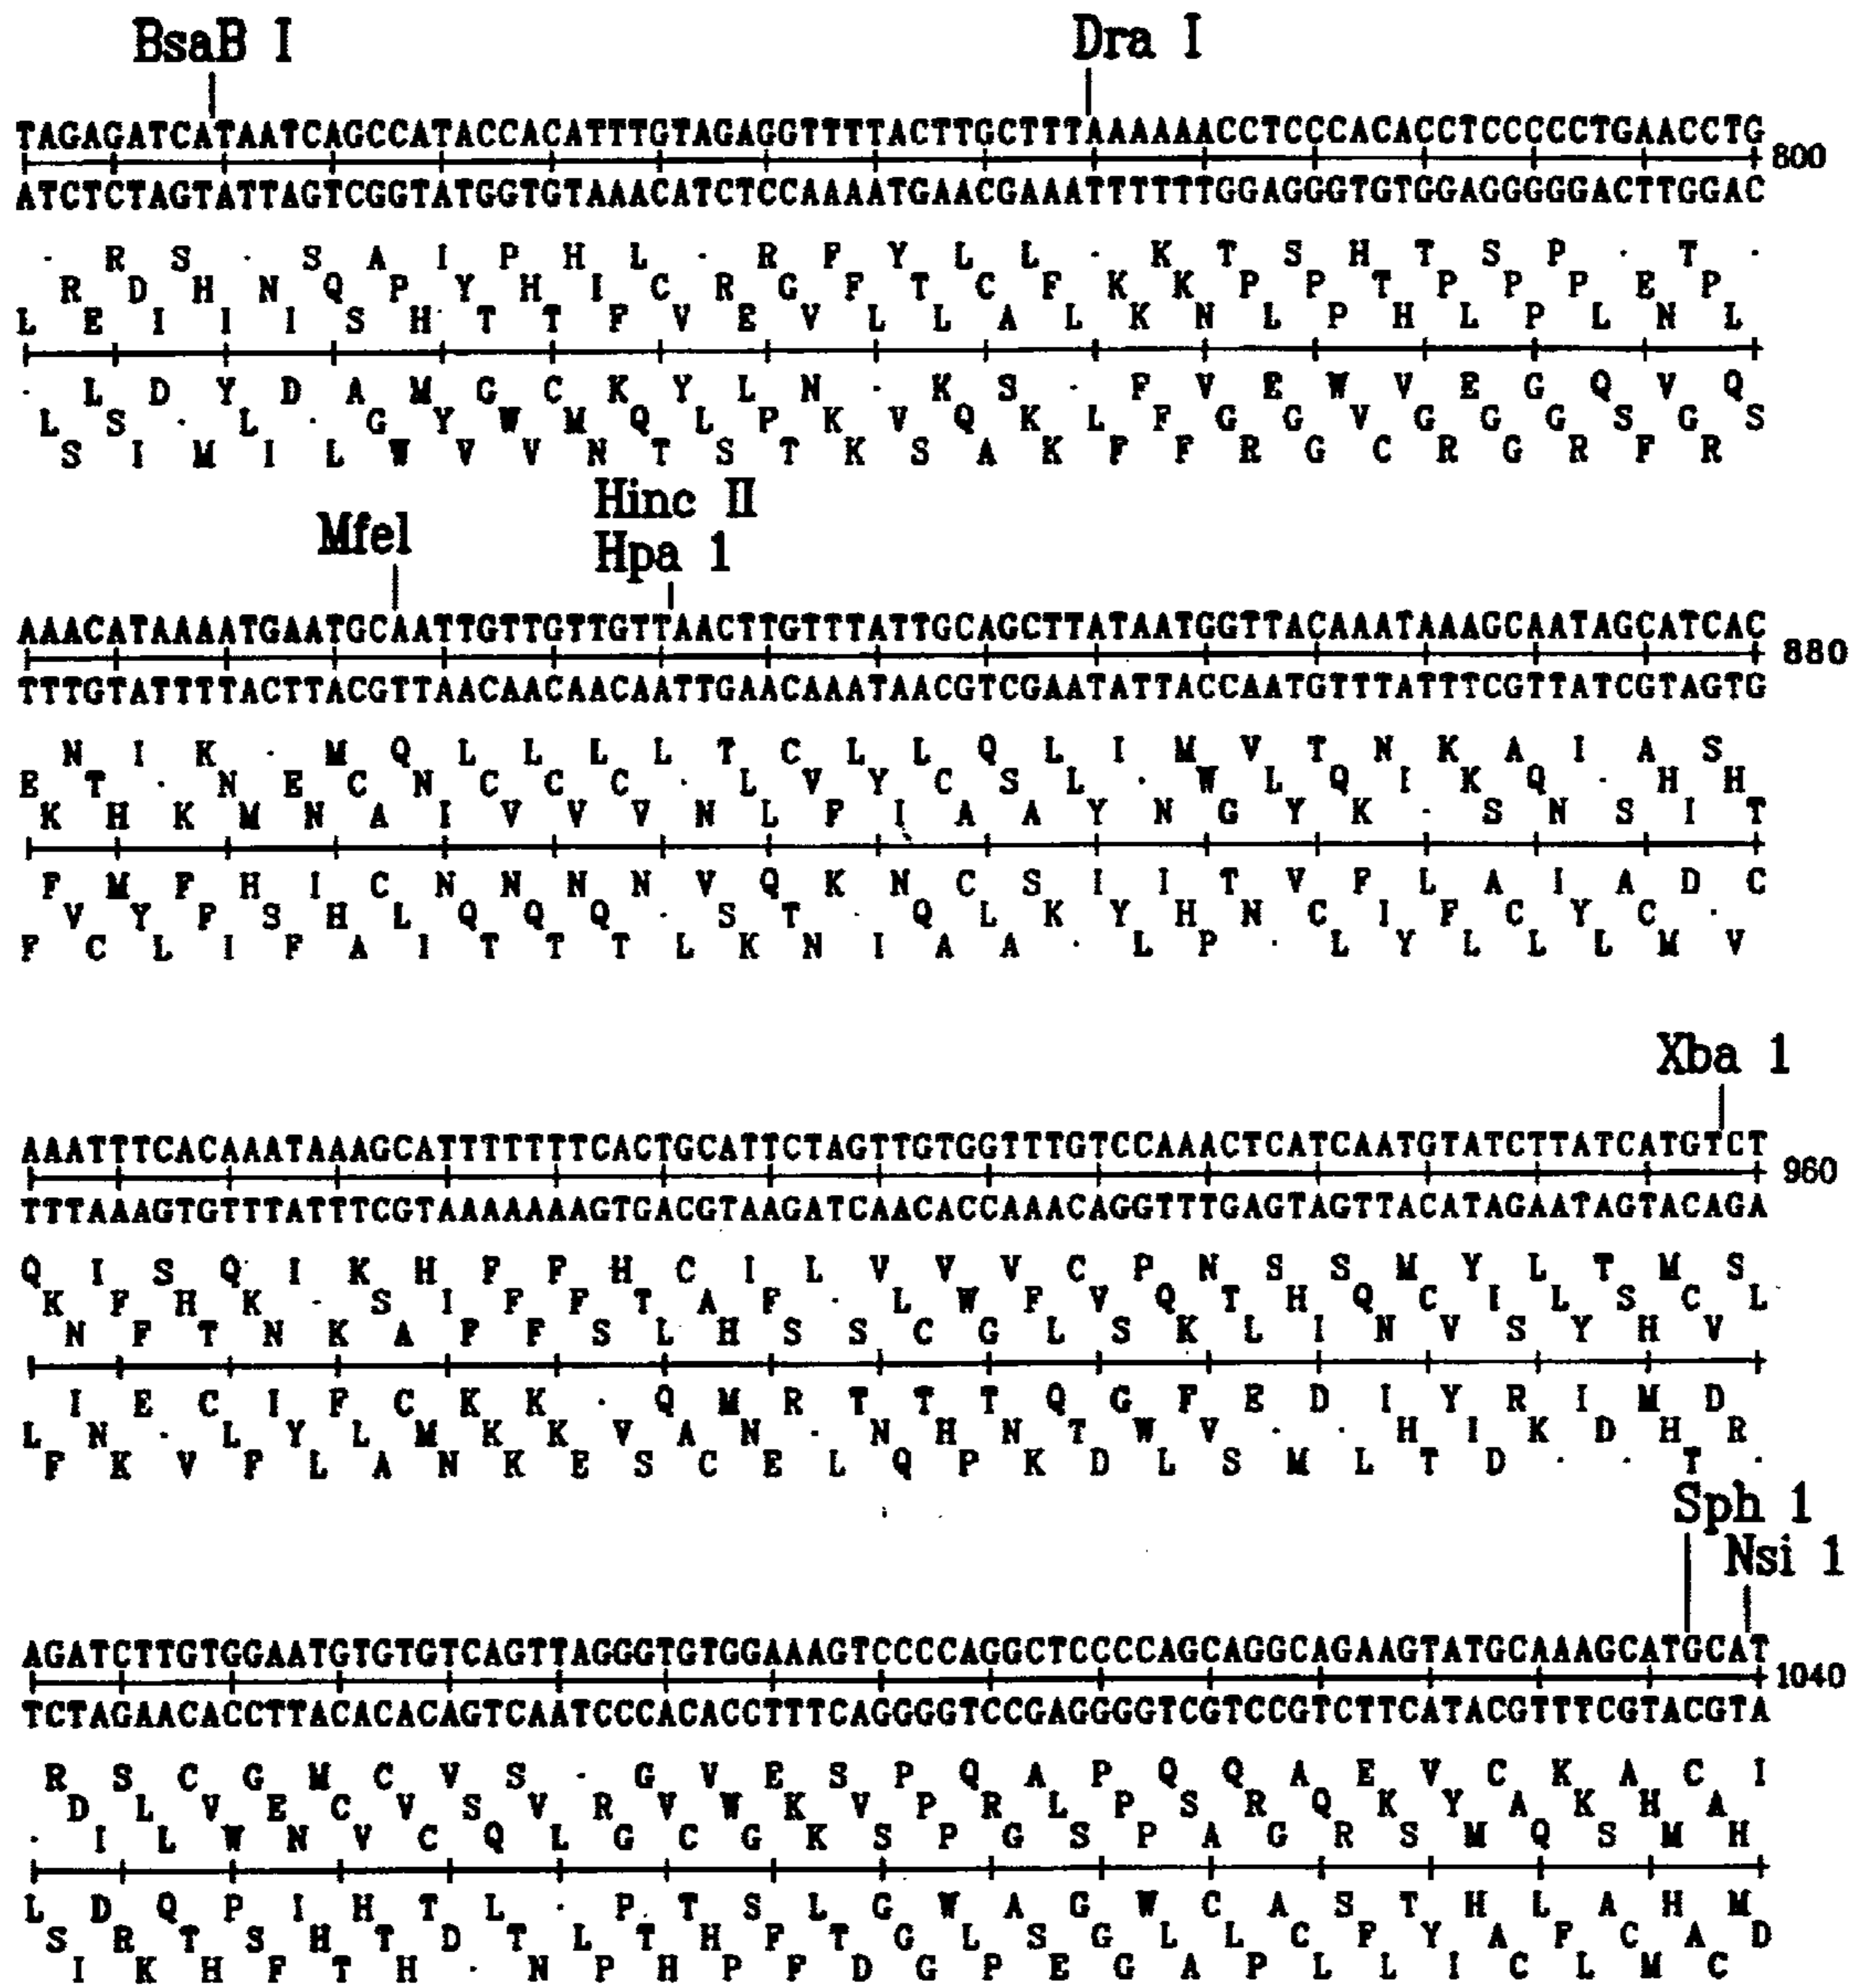 BsaB I Dra I
TAGAGATCATAATCAGCCATACCACATTTGTAGAGGTTTTACTTGCTTTAAAAAACCTCCCACACCTCCCCCTGAACCTG
800
ATCTCTAGTATTAGTCGGTATGGTGTAAACATCTCCAAAATGAACGAAATTTTTTGGAGGGTGTGGAGGGGGACTTGGAC
· R S · S A I P H L · R F Y L L · K T S H T S P · T ·
R D H N Q P Y H I C R G F T C F K K P P T P P P E P
L E I I I S H T T F V E V L L A L K N L P H L P L N L
· L D Y D A M G C K Y L N · K S · F V E W V E G Q V Q
L S · L · G Y W M Q L P K V Q K L F G G V G G G S G S
S I M I L W V V N T S T K S A K F F R G C R G R F R
Hinc II
MfeI Hpa 1
AAACATAAAATGAATGCAATTGTTGTTGTTAACTTGTTTATTGCAGCTTATAATGGTTACAAATAAAGCAATAGCATCAC
880
TTTGTATTTTACTTACGTTAACAACAACAATTGAACAAATAACGTCGAATATTACCAATGTTTATTTCGTTATCGTAGTG
N I K · M Q L L L L T C L L Q L I M V T N K A I A S
E T · N E C N C C C · L V Y C S L · W L Q I K Q · H H
K H K M N A I V V V N L F I A A Y N G Y K · S N S I T
F M F H I C N N N N V Q K N C S I I T V F L A I A D C
V Y F S H L Q Q Q · S T · Q L K Y H N C I F C Y C ·
F C L I F A I T T T L K N I A A · L P · L Y L L L M V
Xba 1
AAATTTCACAAATAAAGCATTTTTTTCACTGCATTCTAGTTGTGGTTTGTCCAAACTCATCAATGTATCTTATCATGTCT
960
TTTAAAGTGTTTATTTCGTAAAAAAAGTGACGTAAGATCAACACCAAACAGGTTTGAGTAGTTACATAGAATAGTACAGA
Q I S Q I K H F F H C I L V V V C P N S S M Y L T M S
K F H K · S I F F T A F · L W F V Q T H Q C I L S C L
N F T N K A F F S L H S S C G L S K L I N V S Y H V
I E C I F C K K · Q M R T T T Q G F E D I Y R I M D
L N · L Y L M K K V A N · N H N T W V · · H I K D H R
F K V F L A N K E S C E L Q P K D L S M L T D · · T ·
Sph 1
Nsi 1
AGATCTTGTGGAATGTGTGTCAGTTAGGGTGTGGAAAGTCCCCAGGCTCCCCAGCAGGCAGAAGTATGCAAAGCATGCAT
1040
TCTAGAACACCTTACACACAGTCAATCCCACACCTTTCAGGGGTCCGAGGGGTCGTCCGTCTTCATACGTTTCGTACGTA
R S C G M C V S · G V E S P Q A P Q Q A E V C K A C I
D L V E C V S V R V W K V P R L P S R Q K Y A K H A
· I L W N V C Q L G C G K S P G S P A G R S M Q S M H
L D Q P I H T L · P T S L G W A G W C A S T H L A H M
S R T S H T D T L T H F T G L S G L L C F Y A F C A D
I K H F T H · N P H P F D G P E G A P L L I C L M C